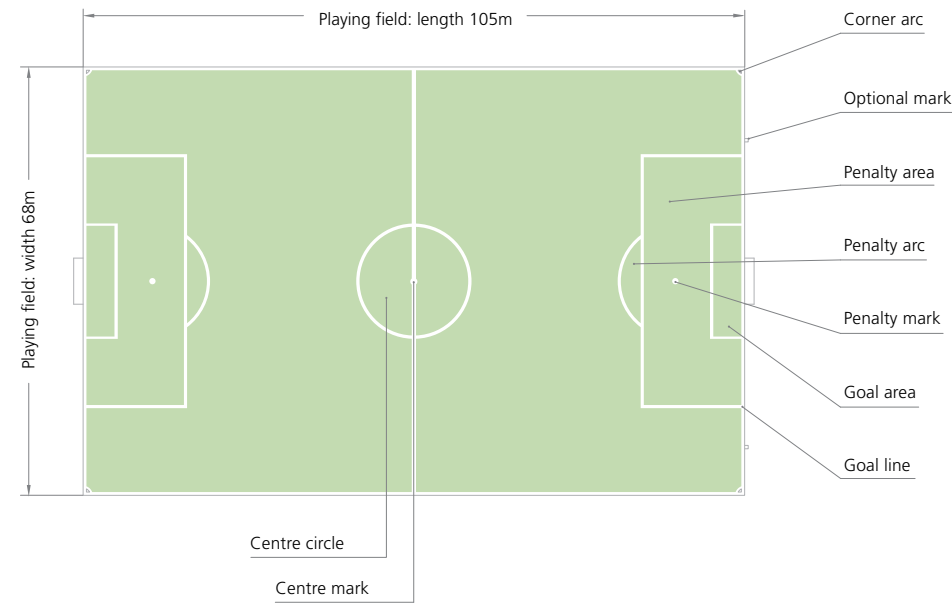 Playing field: length 105m
Corner arc
Optional mark
Penalty area
Penalty arc
Playing field: width 68m
Penalty mark
Goal area
Goal line
Centre circle
Centre mark